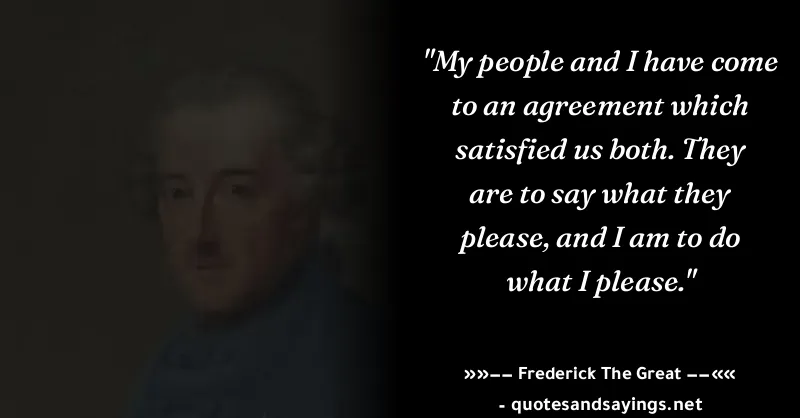 "My people and I have come
to an agreement which
satisfied us both. They
are to say what they
please, and I am to do
what I please."
»»−− Frederick The Great −−««
- quotesandsayings.net